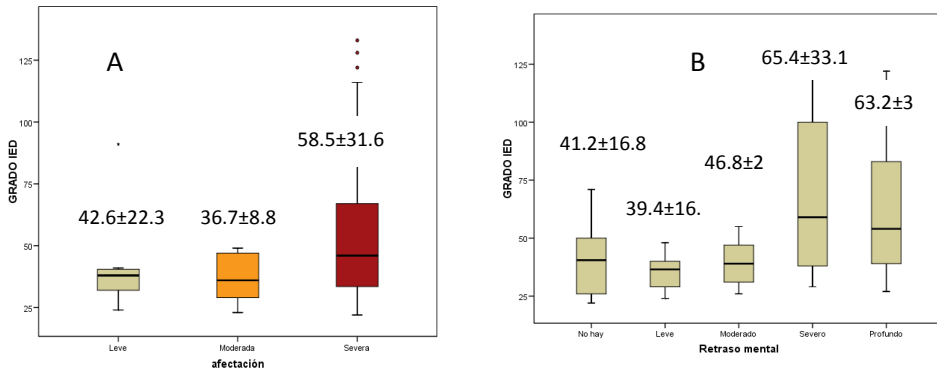 A
GRADO IED
125
100
75
50
25
42.6±22.3
36.7±8.8
58.5±31.6
Leve
Moderada
Severa
afectación
B
GRADO IED
125
100
75
50
25
41.2±16.8
39.4±16.
46.8±2
65.4±33.1
63.2±3
No hay
Leve
Moderado
Severo
Profundo
Retraso mental